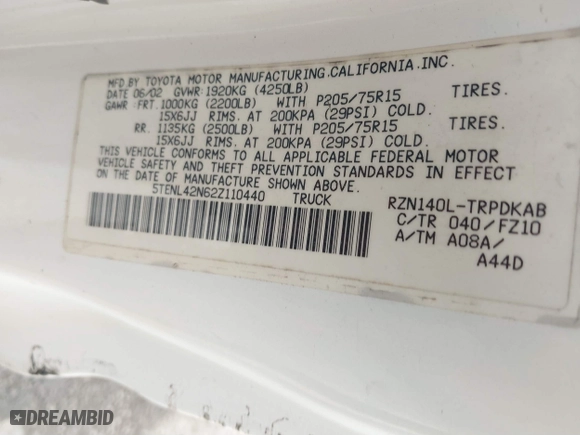 MFD BY TOYOTA MOTOR MANUFACTURING.CALIFORNIA.INC.
DATE 06/02 GVWR 1920KG (4250LB)
GAWR FRT. 1000KG (2200LB) WITH P205/75R15 TIRES.
15X6JJ RIMS. AT 200KPA (29PSI) COLD.
RR. 1135KG (2500LB) WITH P205/75R15 TIRES.
15X6JJ RIMS. AT 200KPA (29PSI) COLD.
THIS VEHICLE CONFORMS TO ALL APPLICABLE FEDERAL MOTOR
VEHICLE SAFETY AND THEFT PREVENTION STANDARDS IN EFFECT
ON THE DATE OF MANUFACTURE SHOWN ABOVE.
5TENL42N62Z110440 TRUCK
RZN140L-TRPDKAB
C/TR 040/FZ10
A/TM A08A/
A44D
DREAMBID